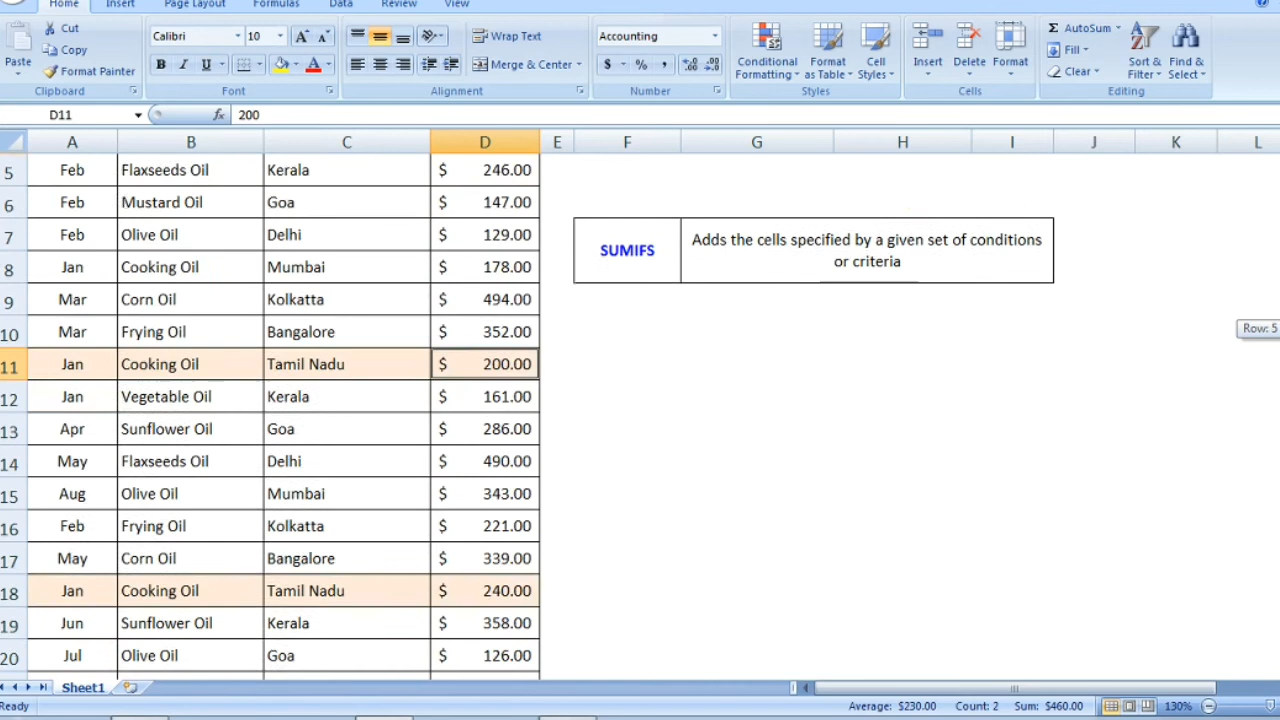 Home Insert Page Layout Formulas Data Review View
Cut
Copy
Format Painter
Paste
Clipboard
Calibri 10 A A
B I U A
Font
Wrap Text
Merge & Center
Alignment
Accounting
$ % ,
Number
Conditional Formatting
Format as Table
Cell Styles
Styles
Insert Delete Format
Cells
Σ AutoSum
Fill
Clear
Sort & Filter
Find & Select
Editing
D11 fx 200
A B C D E F G H I J K L
5 Feb Flaxseeds Oil Kerala $ 246.00
6 Feb Mustard Oil Goa $ 147.00
7 Feb Olive Oil Delhi $ 129.00
8 Jan Cooking Oil Mumbai $ 178.00
9 Mar Corn Oil Kolkatta $ 494.00
10 Mar Frying Oil Bangalore $ 352.00
11 Jan Cooking Oil Tamil Nadu $ 200.00
12 Jan Vegetable Oil Kerala $ 161.00
13 Apr Sunflower Oil Goa $ 286.00
14 May Flaxseeds Oil Delhi $ 490.00
15 Aug Olive Oil Mumbai $ 343.00
16 Feb Frying Oil Kolkatta $ 221.00
17 May Corn Oil Bangalore $ 339.00
18 Jan Cooking Oil Tamil Nadu $ 240.00
19 Jun Sunflower Oil Kerala $ 358.00
20 Jul Olive Oil Goa $ 126.00
SUMIFS
Adds the cells specified by a given set of conditions
or criteria
Row: 5
Sheet1
Ready
Average: $230.00 Count: 2 Sum: $460.00 130%